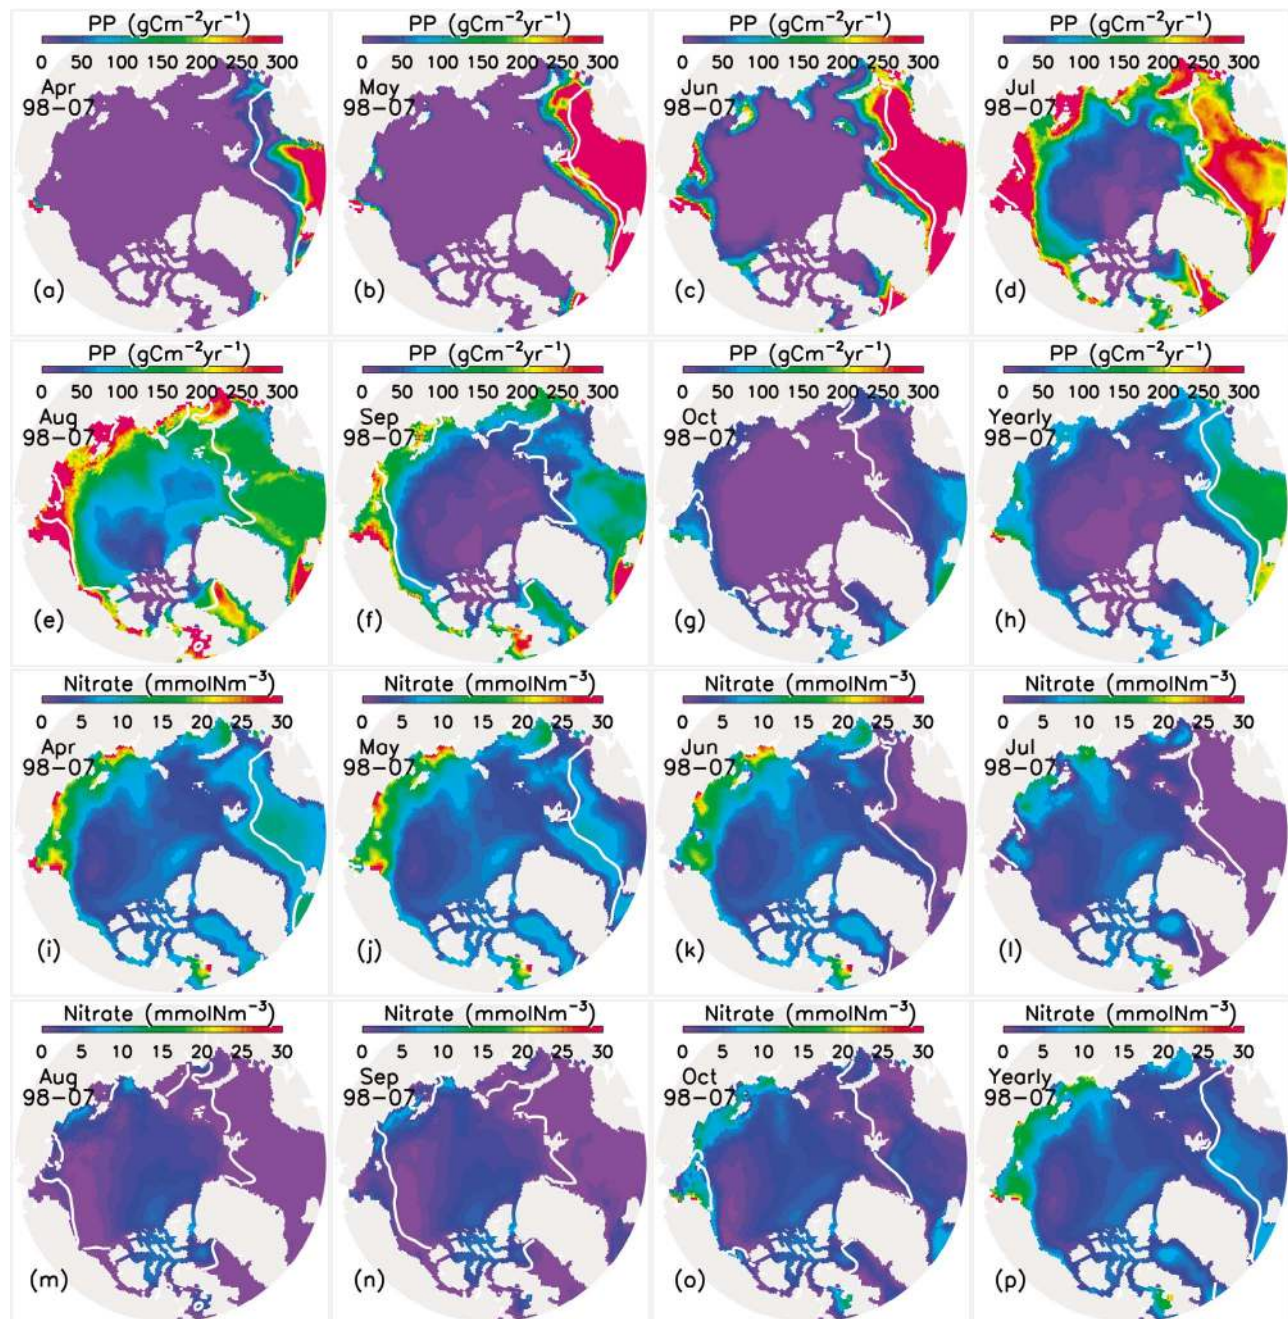 PP (gCm⁻²yr⁻¹) PP (gCm⁻²yr⁻¹) PP (gCm⁻²yr⁻¹) PP (gCm⁻²yr⁻¹)
0 50 100 150 200 250 300 0 50 100 150 200 250 300 0 50 100 150 200 250 300 0 50 100 150 200 250 300
Apr May Jun Jul
98-07 98-07 98-07 98-07
(a) (b) (c) (d)
PP (gCm⁻²yr⁻¹) PP (gCm⁻²yr⁻¹) PP (gCm⁻²yr⁻¹) PP (gCm⁻²yr⁻¹)
0 50 100 150 200 250 300 0 50 100 150 200 250 300 0 50 100 150 200 250 300 0 50 100 150 200 250 300
Aug Sep Oct Yearly
98-07 98-07 98-07 98-07
(e) (f) (g) (h)
Nitrate (mmolNm⁻³) Nitrate (mmolNm⁻³) Nitrate (mmolNm⁻³) Nitrate (mmolNm⁻³)
0 5 10 15 20 25 30 0 5 10 15 20 25 30 0 5 10 15 20 25 30 0 5 10 15 20 25 30
Apr May Jun Jul
98-07 98-07 98-07 98-07
(i) (j) (k) (l)
Nitrate (mmolNm⁻³) Nitrate (mmolNm⁻³) Nitrate (mmolNm⁻³) Nitrate (mmolNm⁻³)
0 5 10 15 20 25 30 0 5 10 15 20 25 30 0 5 10 15 20 25 30 0 5 10 15 20 25 30
Aug Sep Oct Yearly
98-07 98-07 98-07 98-07
(m) (n) (o) (p)